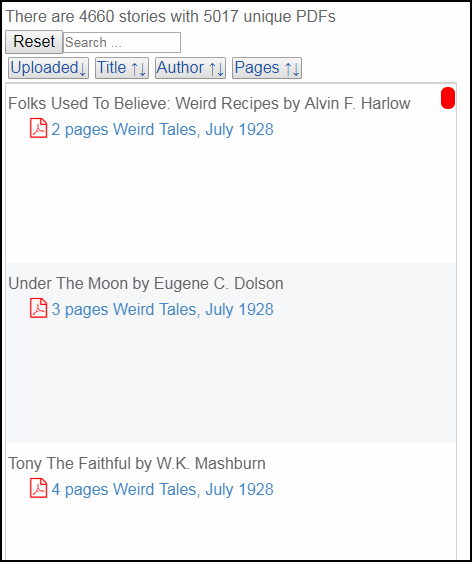 There are 4660 stories with 5017 unique PDFs
Reset Search ...
Uploaded↓ Title ↑↓ Author ↑↓ Pages ↑↓
Folks Used To Believe: Weird Recipes by Alvin F. Harlow
2 pages Weird Tales, July 1928
Under The Moon by Eugene C. Dolson
3 pages Weird Tales, July 1928
Tony The Faithful by W.K. Mashburn
4 pages Weird Tales, July 1928